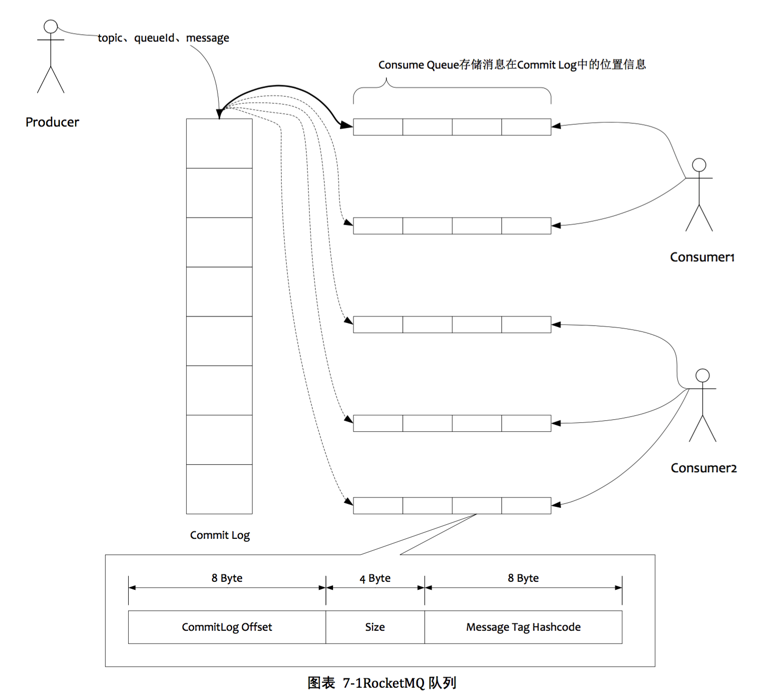 topic、queueId、message
Consume Queue存储消息在Commit Log中的位置信息
Producer
Consumer1
Consumer2
Commit Log
8 Byte
4 Byte
8 Byte
CommitLog Offset
Size
Message Tag Hashcode
图表 7-1RocketMQ 队列